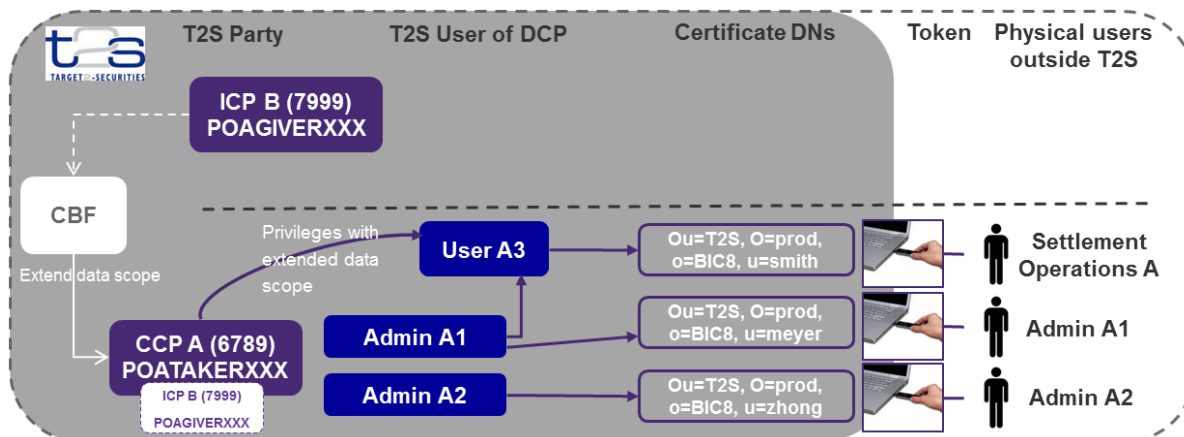 t2s
TARGET2-SECURITIES
T2S Party
T2S User of DCP
Certificate DNs
Token
Physical users
outside T2S
ICP B (7999)
POAGIVERXXX
CBF
Extend data scope
Privileges with
extended data
scope
User A3
Ou=T2S, O=prod,
o=BIC8, u=smith
Settlement
Operations A
CCP A (6789)
POATAKERXXX
ICP B (7999)
POAGIVERXXX
Admin A1
Ou=T2S, O=prod,
o=BIC8, u=meyer
Admin A1
Admin A2
Ou=T2S, O=prod,
o=BIC8, u=zhong
Admin A2